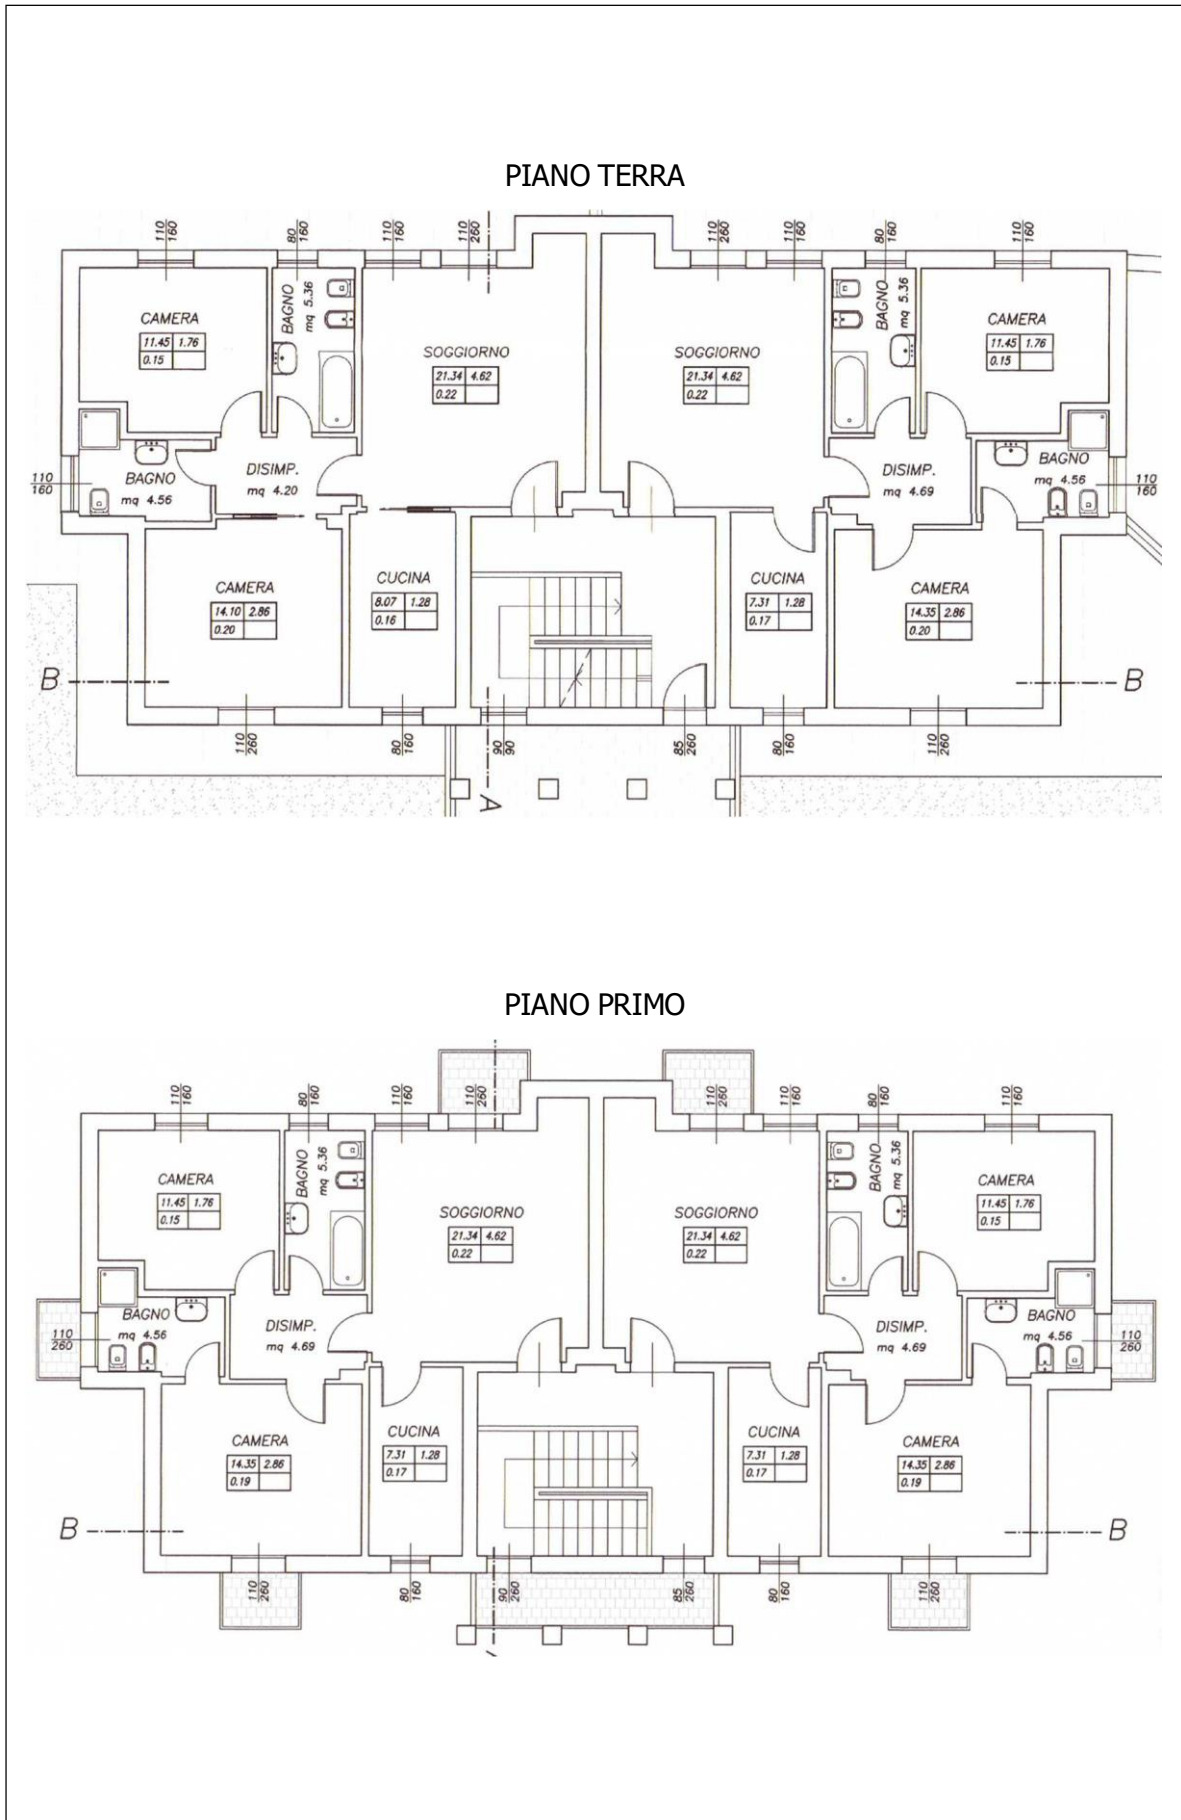 PIANO TERRA
110
160
80
160
110
160
110
260
110
260
110
160
80
160
110
160
CAMERA
11.45 1.76
0.15
BAGNO
mq 5.36
SOGGIORNO
21.34 4.62
0.22
SOGGIORNO
21.34 4.62
0.22
BAGNO
mq 5.36
CAMERA
11.45 1.76
0.15
110
160
BAGNO
mq 4.56
DISIMP.
mq 4.20
DISIMP.
mq 4.69
BAGNO
mq 4.56
110
160
CAMERA
14.10 2.86
0.20
CUCINA
8.07 1.28
0.16
CUCINA
7.31 1.28
0.17
CAMERA
14.35 2.86
0.20
B
B
110
260
80
160
90
90
85
260
80
160
110
260
A
PIANO PRIMO
110
160
80
160
110
160
110
260
110
260
110
160
80
160
110
160
CAMERA
11.45 1.76
0.15
BAGNO
mq 5.36
SOGGIORNO
21.34 4.62
0.22
SOGGIORNO
21.34 4.62
0.22
BAGNO
mq 5.36
CAMERA
11.45 1.76
0.15
110
260
BAGNO
mq 4.56
DISIMP.
mq 4.69
DISIMP.
mq 4.69
BAGNO
mq 4.56
110
260
CAMERA
14.35 2.86
0.19
CUCINA
7.31 1.28
0.17
CUCINA
7.31 1.28
0.17
CAMERA
14.35 2.86
0.19
B
B
110
260
80
160
90
260
85
260
80
160
110
260